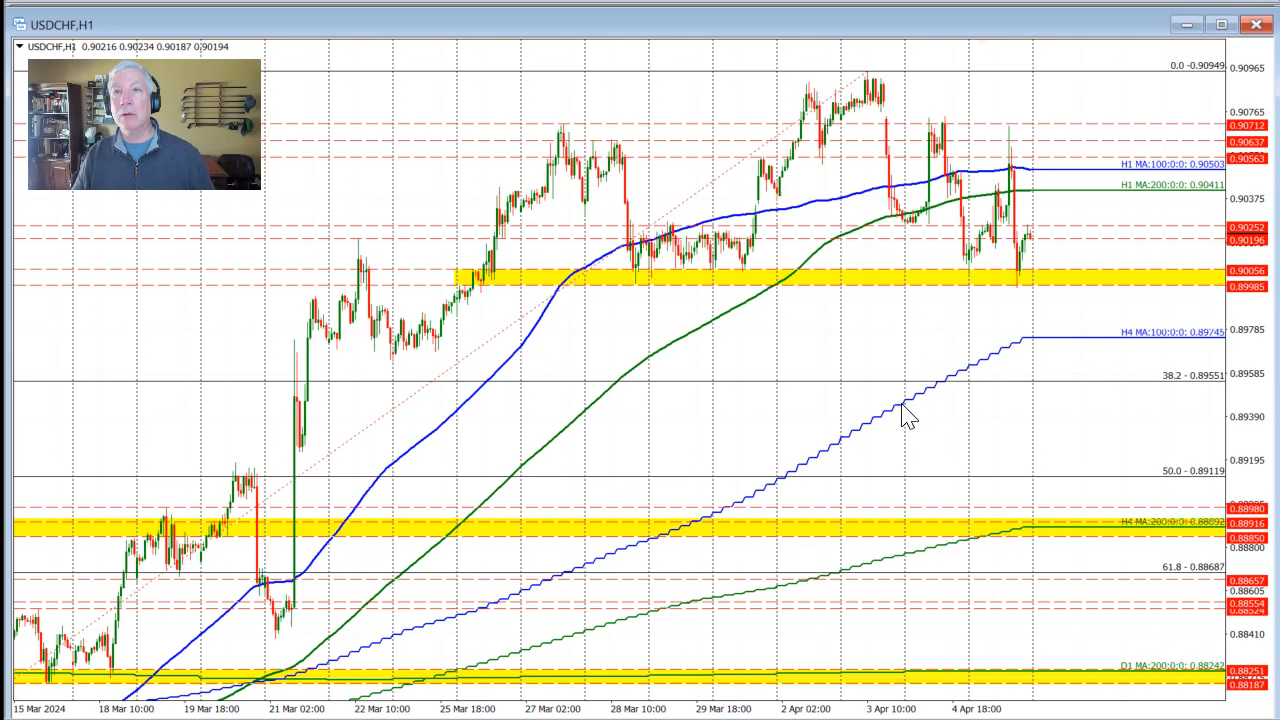 USDCHF,H1
USDCHF,H1 0.90216 0.90234 0.90187 0.90194
0.0 -0.90949
0.90965
0.90765
0.90712
0.90637
0.90563
H1 MA:100:0:0: 0.90503
H1 MA:200:0:0: 0.90411
0.90375
0.90252
0.90196
0.90056
0.89985
H4 MA:100:0:0: 0.89745
0.89785
38.2 - 0.89551
0.89585
0.89390
50.0 - 0.89119
0.89195
0.88980
H4 MA:200:0:0: 0.88892
0.88916
0.88850
0.88800
61.8 - 0.88687
0.88657
0.88605
0.88554
0.88524
0.88410
D1 MA:200:0:0: 0.88242
0.88251
0.88187
15 Mar 2024
18 Mar 10:00
19 Mar 18:00
21 Mar 02:00
22 Mar 10:00
25 Mar 18:00
27 Mar 02:00
28 Mar 10:00
29 Mar 18:00
2 Apr 02:00
3 Apr 10:00
4 Apr 18:00